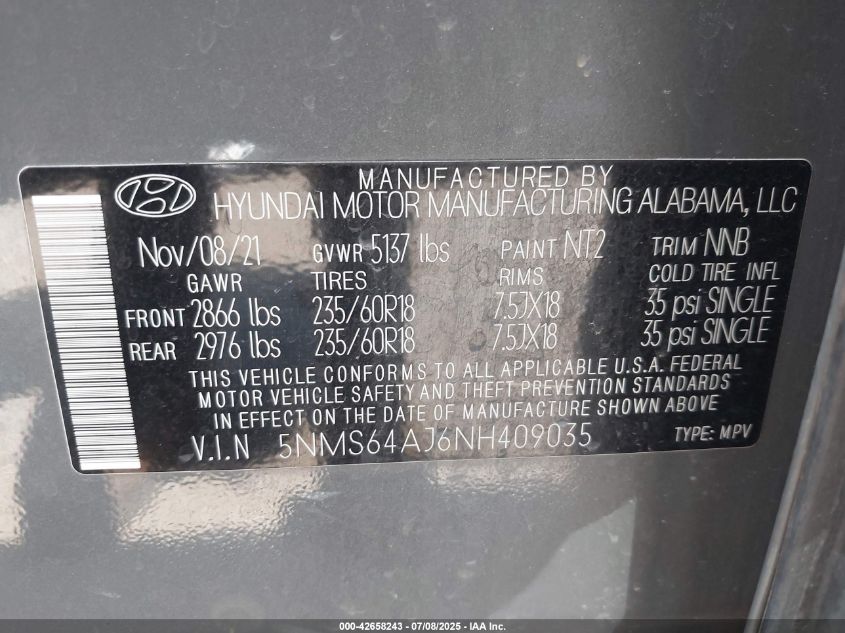 MANUFACTURED BY
HYUNDAI MOTOR MANUFACTURING ALABAMA, LLC
Nov/08/21 GVWR 5137 lbs PAINT NT2 TRIM NNB
GAWR TIRES RIMS COLD TIRE INFL
FRONT 2866 lbs 235/60R18 7.5JX18 35 psi SINGLE
REAR 2976 lbs 235/60R18 7.5JX18 35 psi SINGLE
THIS VEHICLE CONFORMS TO ALL APPLICABLE U.S.A. FEDERAL
MOTOR VEHICLE SAFETY AND THEFT PREVENTION STANDARDS
IN EFFECT ON THE DATE OF MANUFACTURE SHOWN ABOVE
V.I.N 5NMS64AJ6NH409035 TYPE: MPV
000-42658243 - 07/08/2025 - IAA Inc.